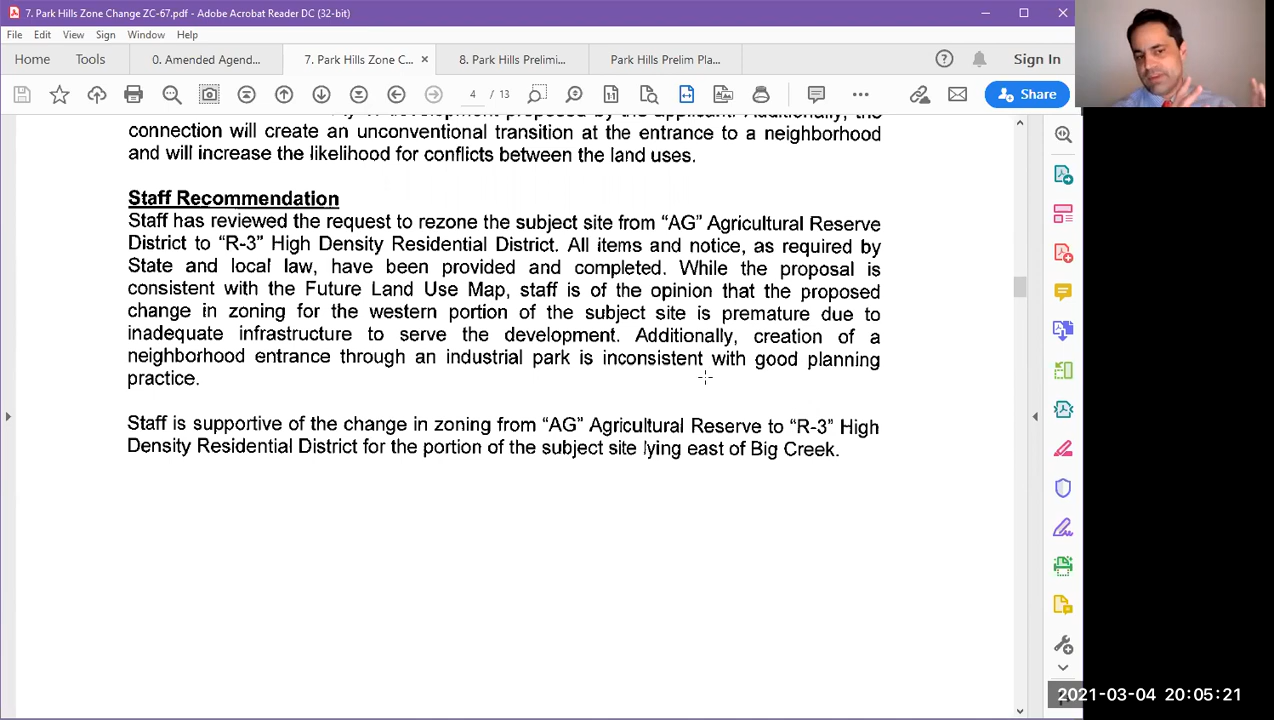 7. Park Hills Zone Change ZC-67.pdf - Adobe Acrobat Reader DC (32-bit)
File Edit View Sign Window Help
Home Tools 0. Amended Agend... 7. Park Hills Zone C... × 8. Park Hills Prelimi... Park Hills Prelim Pla... Sign In
4 / 13 Share
development proposed by the applicant. Additionally, the
connection will create an unconventional transition at the entrance to a neighborhood
and will increase the likelihood for conflicts between the land uses.
Staff Recommendation
Staff has reviewed the request to rezone the subject site from “AG” Agricultural Reserve
District to “R-3” High Density Residential District. All items and notice, as required by
State and local law, have been provided and completed. While the proposal is
consistent with the Future Land Use Map, staff is of the opinion that the proposed
change in zoning for the western portion of the subject site is premature due to
inadequate infrastructure to serve the development. Additionally, creation of a
neighborhood entrance through an industrial park is inconsistent with good planning
practice.
Staff is supportive of the change in zoning from “AG” Agricultural Reserve to “R-3” High
Density Residential District for the portion of the subject site lying east of Big Creek.
2021-03-04 20:05:21